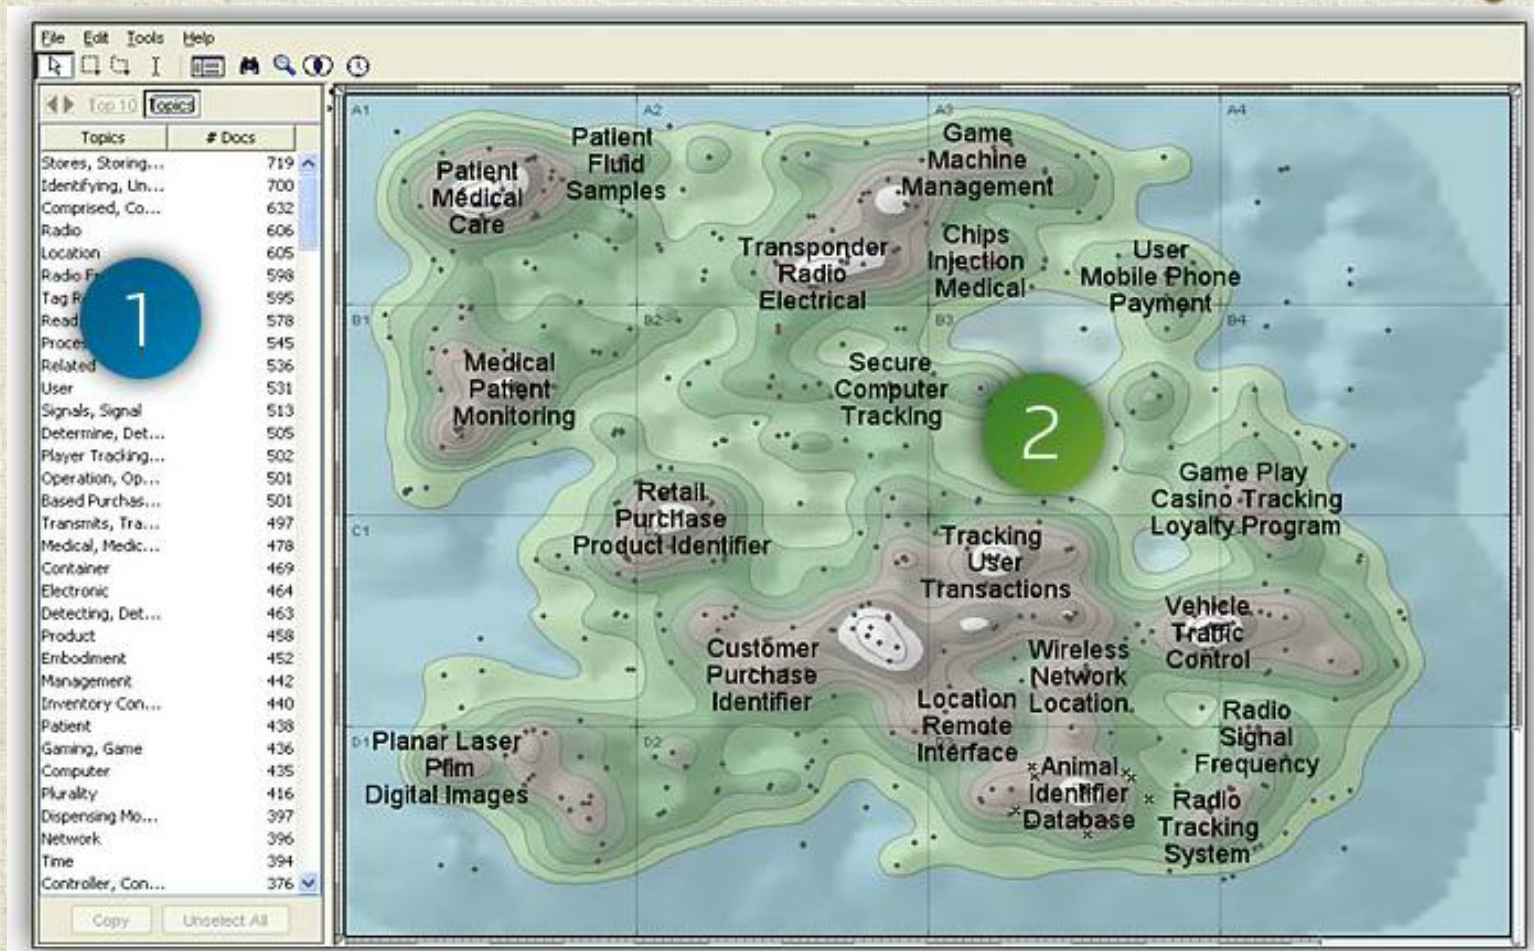 File Edit Tools Help
Top 10 Topics
Topics # Docs
Stores, Storing... 719
Identifying, Un... 700
Comprised, Co... 632
Radio 606
Location 605
Radio 598
Tag 595
Read 578
545
Related 536
User 531
Signals, Signal 513
Determine, Det... 505
Player Tracking... 502
Operation, Op... 501
Based Purchas... 501
Transmits, Tra... 497
Medical, Medic... 478
Container 469
Electronic 464
Detecting, Det... 463
Product 458
Embodiment 452
Management 442
Inventory Con... 440
Patient 438
Gaming, Game 436
Computer 435
Plurality 416
Dispensing Mo... 397
Network 396
Time 394
Controller, Con... 376
Copy Unselect All
1
2
A1 A2 A3 A4
Patient
Medical
Care
Patient
Fluid
Samples
Game
Machine
Management
Transponder
Radio
Electrical
Chips
Injection
Medical
User
Mobile Phone
Payment
B1 B2 B3 B4
Medical
Patient
Monitoring
Secure
Computer
Tracking
Retail
Purchase
Product Identifier
Game Play
Casino Tracking
Loyalty Program
C1
Tracking
User
Transactions
Customer
Purchase
Identifier
Vehicle
Traffic
Control
Wireless
Network
Location
Location
Remote
Interface
Radio
Signal
Frequency
D1 D2 D3
Planar Laser
Pfim
Digital Images
Animal
Identifier
Database
Radio
Tracking
System